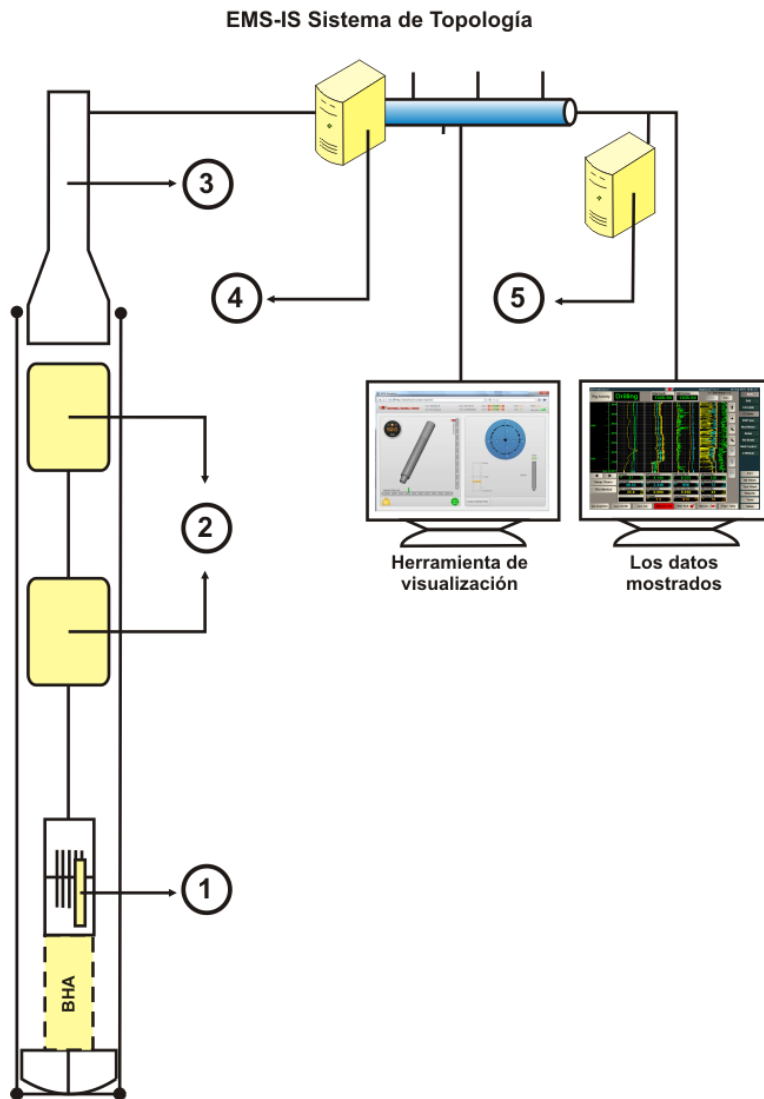 EMS-IS Sistema de Topología
3
4
5
2
Herramienta de
visualización
Los datos
mostrados
Drilling
1
BHA